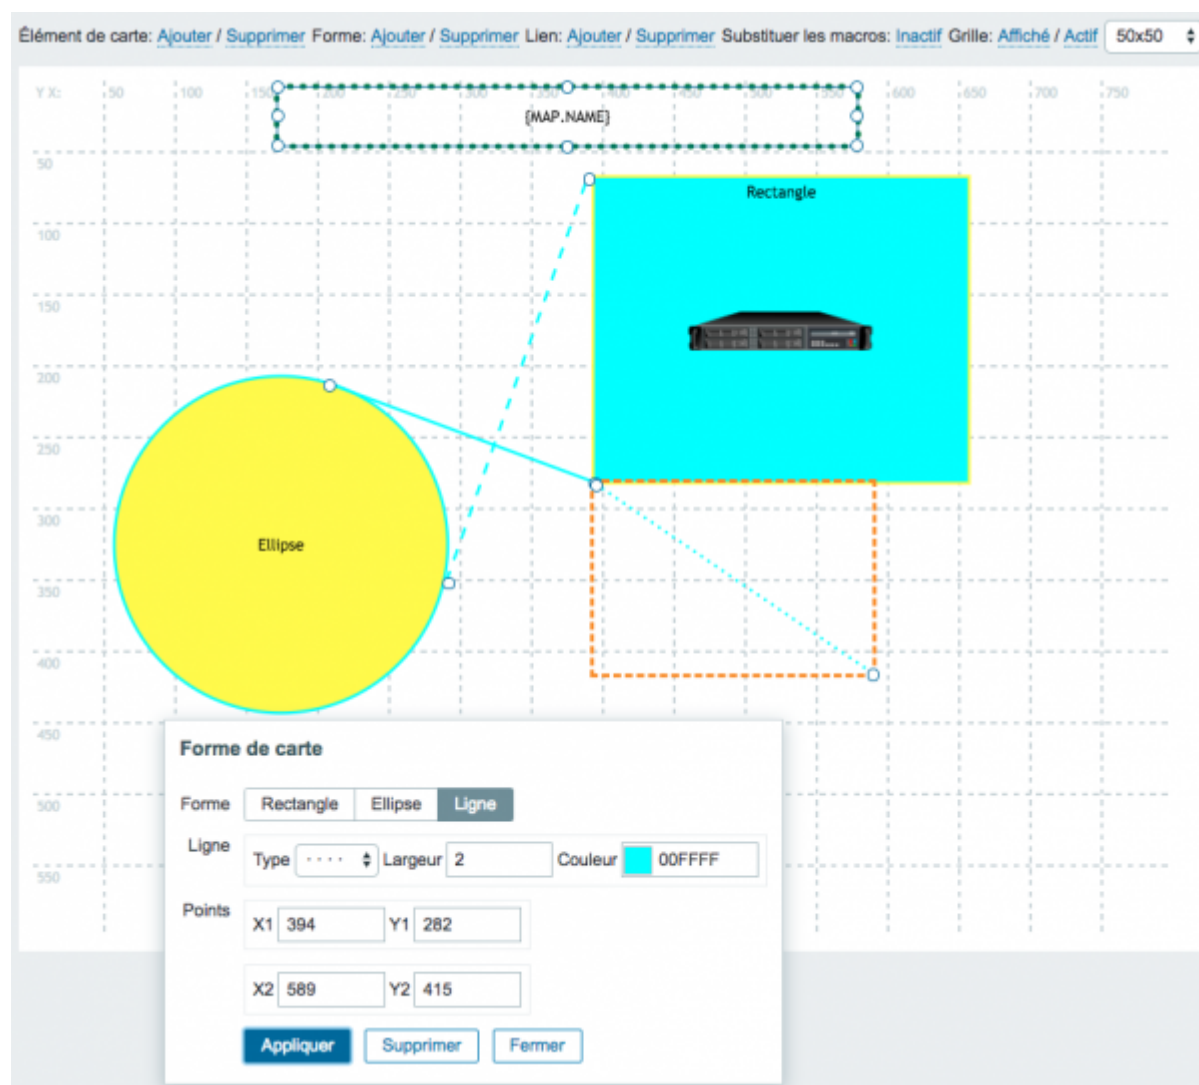 Élément de carte: Ajouter / Supprimer Forme: Ajouter / Supprimer Lien: Ajouter / Supprimer Substituer les macros: Inactif Grille: Affiché / Actif 50x50
Y X: 50 100 150 200 250 300 350 400 450 500 550 600 650 700 750
{MAP.NAME}
50
Rectangle
100
150
200
250
300
Ellipse
350
400
450
Forme de carte
500
Forme Rectangle Ellipse Ligne
Ligne Type Largeur 2 Couleur 00FFFF
550
Points X1 394 Y1 282
X2 589 Y2 415
Appliquer Supprimer Fermer